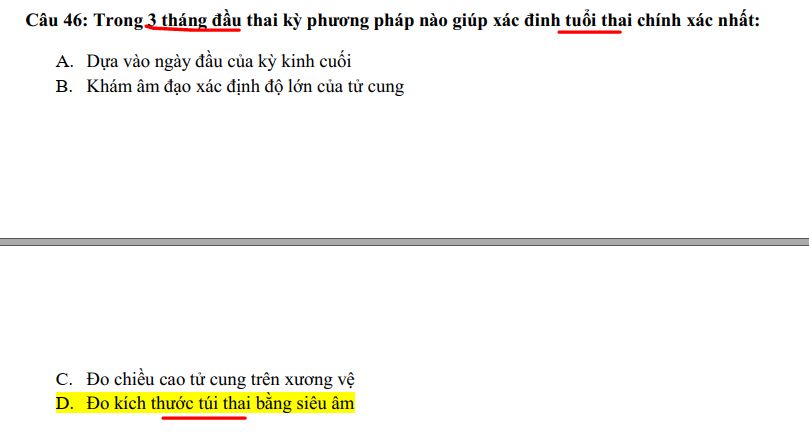 Câu 46: Trong 3 tháng đầu thai kỳ phương pháp nào giúp xác đinh tuổi thai chính xác nhất:
A. Dựa vào ngày đầu của kỳ kinh cuối
B. Khám âm đạo xác định độ lớn của tử cung
C. Đo chiều cao tử cung trên xương vệ
D. Đo kích thước túi thai bằng siêu âm